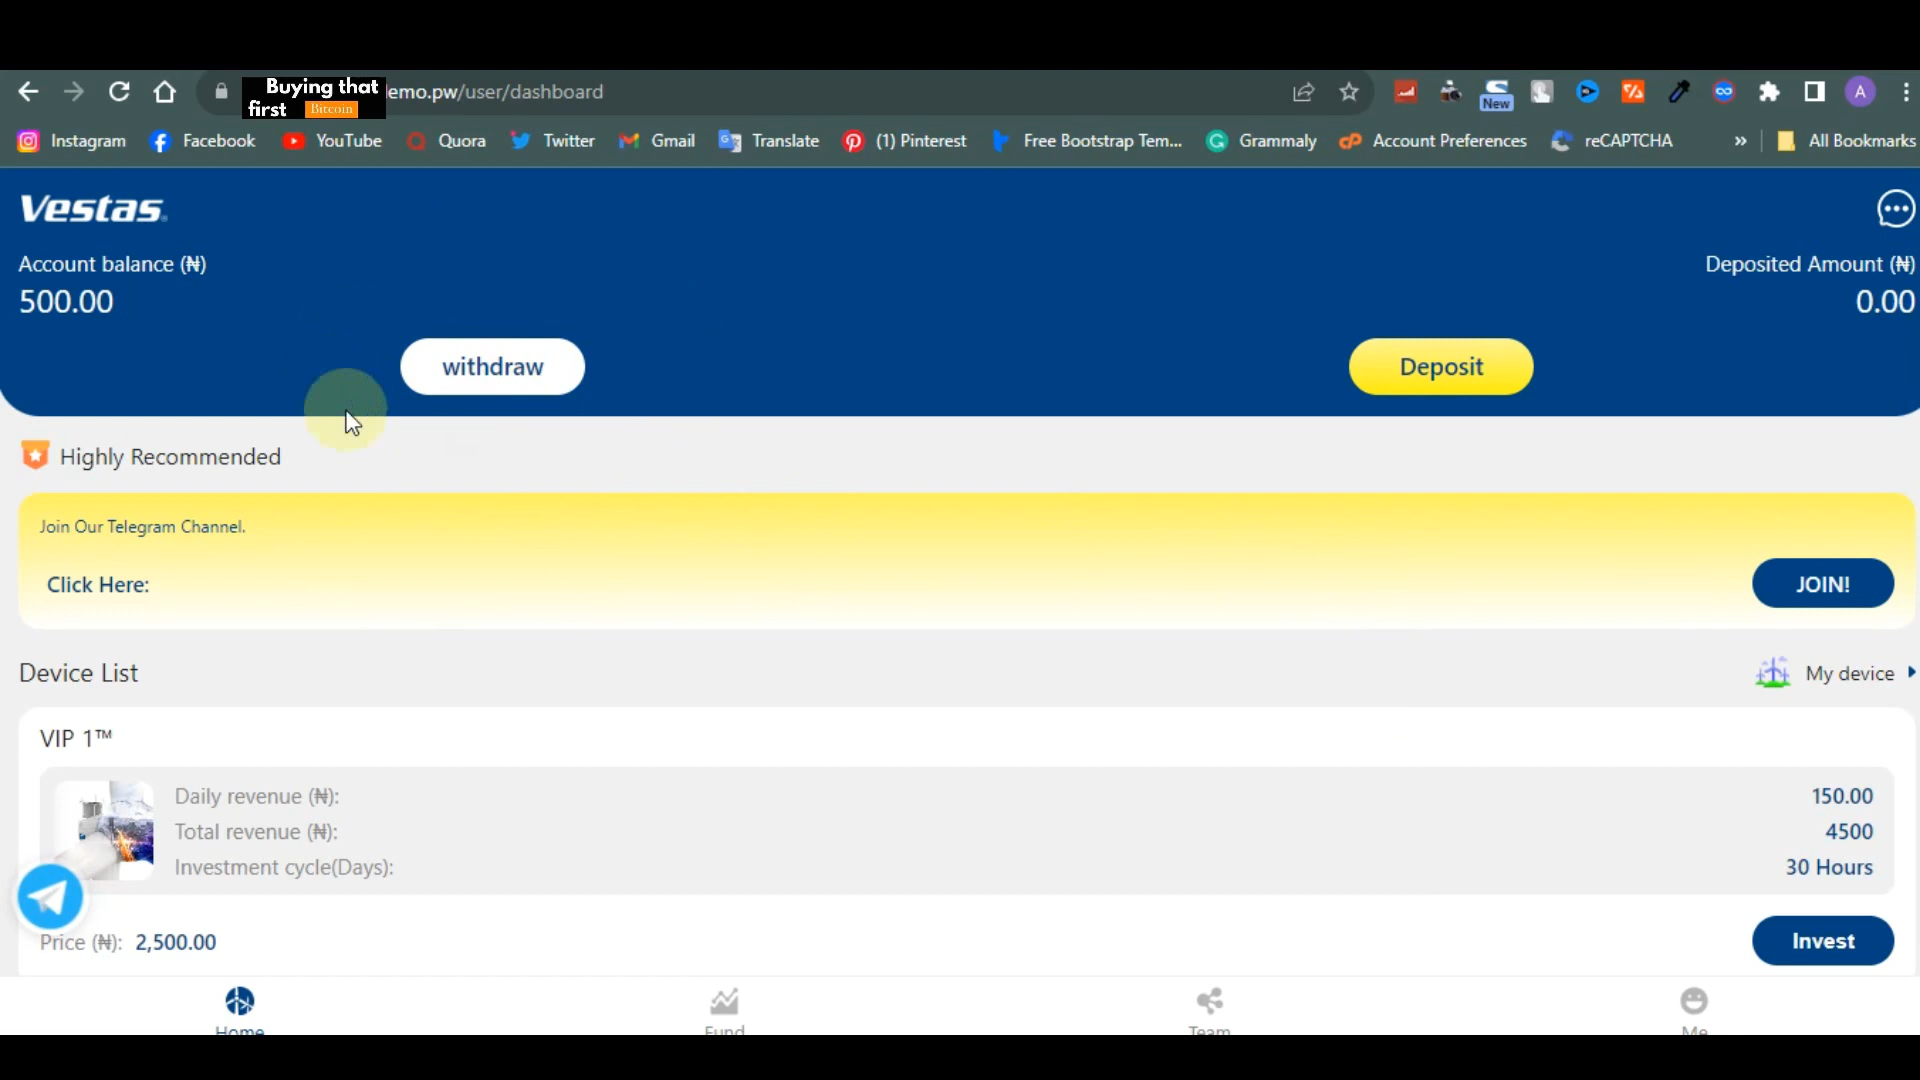 Buying that
first Bitcoin
emo.pw/user/dashboard
New
A
Instagram
Facebook
YouTube
Quora
Twitter
Gmail
Translate
(1) Pinterest
Free Bootstrap Tem...
Grammaly
Account Preferences
reCAPTCHA
»
All Bookmarks
Vestas
Account balance (₦)
500.00
Deposited Amount (₦)
0.00
withdraw
Deposit
Highly Recommended
Join Our Telegram Channel.
Click Here:
JOIN!
Device List
My device
VIP 1™
Daily revenue (₦): 150.00
Total revenue (₦): 4500
Investment cycle(Days): 30 Hours
Price (₦): 2,500.00
Invest
Home
Fund
Team
Me